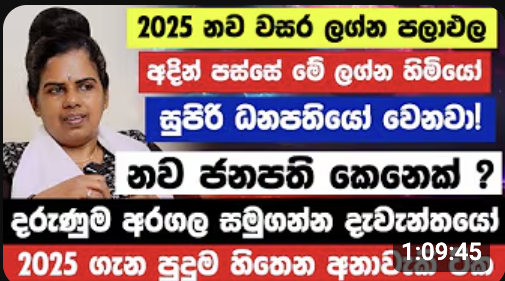 2025 නව වසර ලග්න පලාඵල
අදින් පස්සේ මේ ලග්න හිමියෝ
සුපිරි ධනපතියෝ වෙනවා!
නව ජනපති කෙනෙක් ?
දරුණුම අරගල සමුගන්න දැවැන්තයෝ
2025 ගැන පුදුම හිතෙන
1:09:45